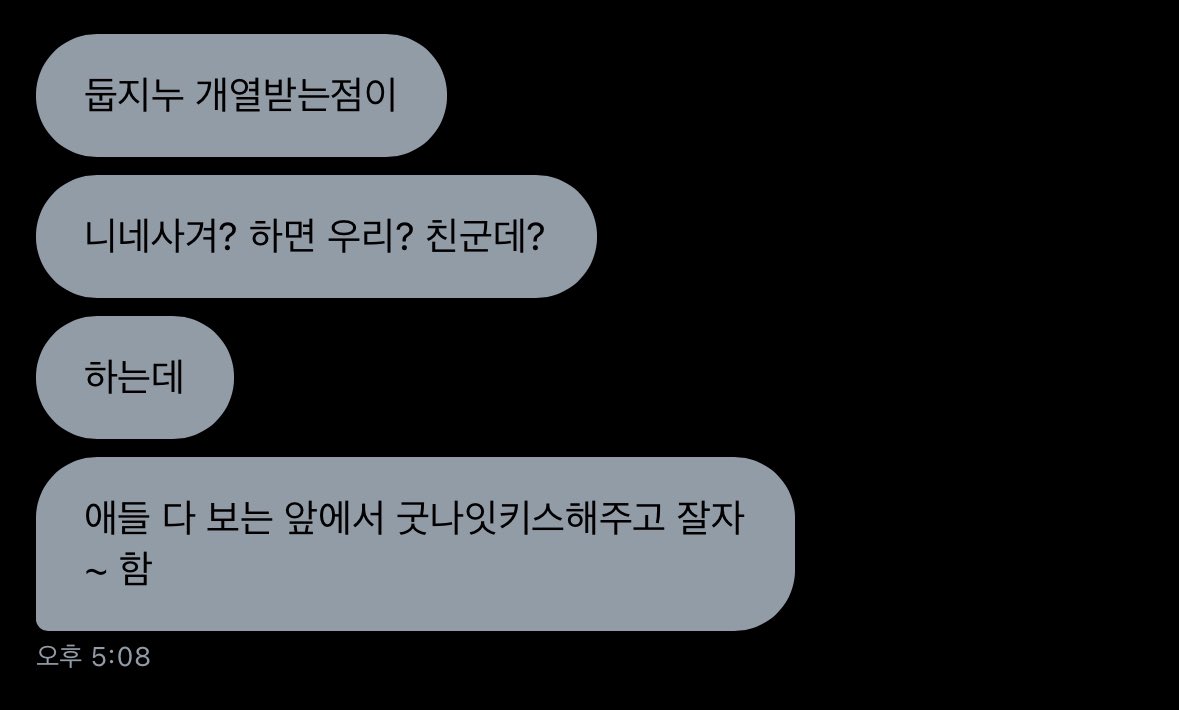 둡지누 개열받는점이
니네사겨? 하면 우리? 친군데?
하는데
애들 다 보는 앞에서 굿나잇키스해주고 잘자
~ 함
오후 5:08